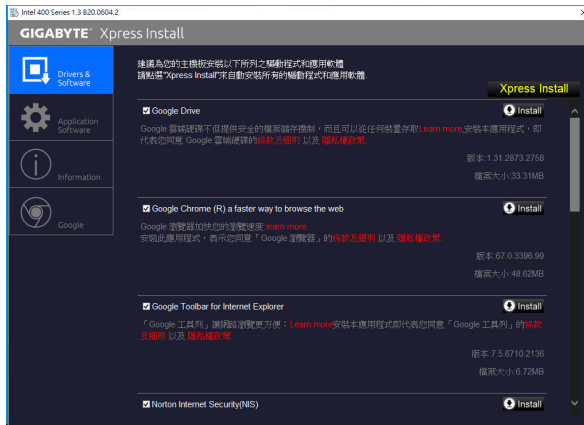 Intel 400 Series 1.3 B20.0604.2
GIGABYTE™ Xpress Install
Drivers & Software
Application Software
Information
Google
建議為您的主機板安裝以下所列之驅動程式和應用軟體
請點選"Xpress Install"來自動安裝所有的驅動程式和應用軟體.
Xpress Install
Google Drive
Install
Google 雲端硬碟不但提供安全的檔案儲存機制,而且可以從任何裝置存取Learn more.安裝本應用程式,即
代表您同意 Google 雲端硬碟的條款及細則 以及 隱私權政策.
版本:1.31.2873.2758
檔案大小:33.31MB
Google Chrome (R) a faster way to browse the web
Install
Google 瀏覽器加快您的瀏覽速度:learn more
安裝此應用程式,表示您同意「Google 瀏覽器」的條款及細則 以及 隱私權政策.
版本:67.0.3396.99
檔案大小:48.62MB
Google Toolbar for Internet Explorer
Install
「Google 工具列」讓網路瀏覽更方便:Learn more安裝本應用程式即代表您同意「Google 工具列」的條款
及細則 以及 隱私權政策.
版本:7.5.6710.2136
檔案大小:6.72MB
Norton Internet Security(NIS)
Install